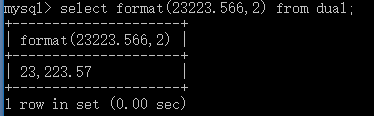 mysql> select format(23223.566,2) from dual;
+---------------------+
| format(23223.566,2) |
+---------------------+
| 23,223.57           |
+---------------------+
1 row in set (0.00 sec)